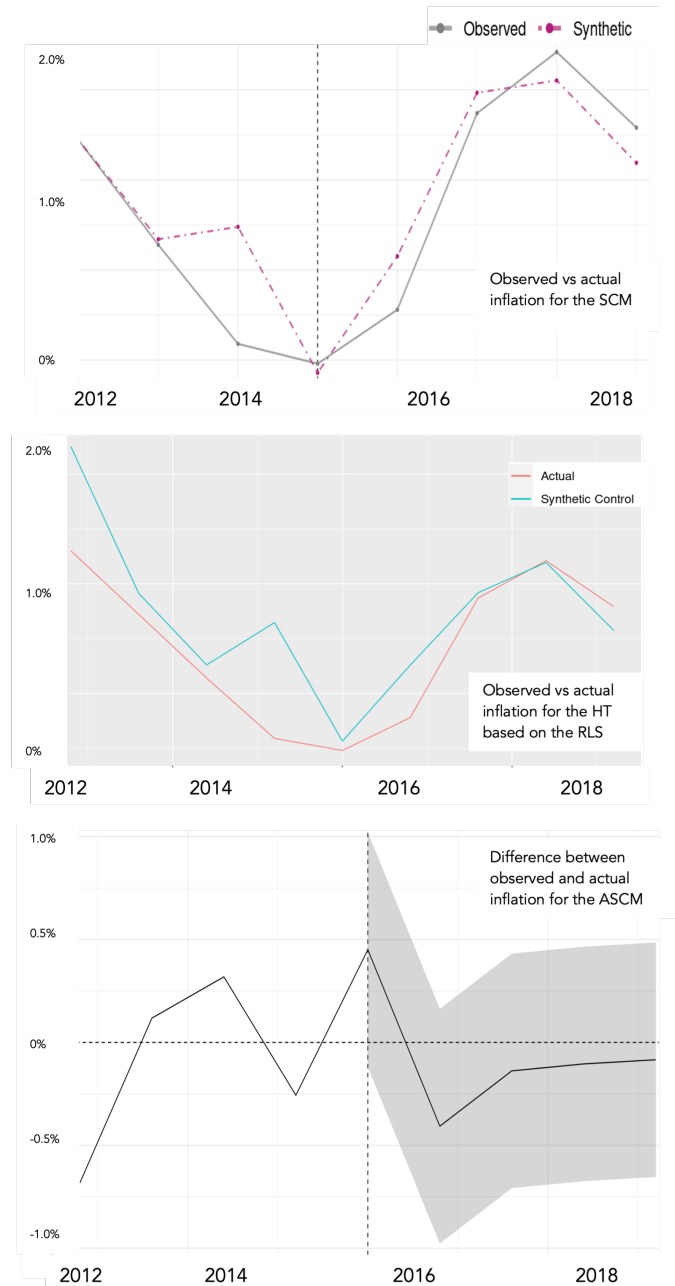 Observed Synthetic
2.0%
1.0%
Observed vs actual
inflation for the SCM
0%
2012 2014 2016 2018
2.0%
Actual
Synthetic Control
1.0%
Observed vs actual
inflation for the HT
based on the RLS
0%
2012 2014 2016 2018
1.0%
Difference between
observed and actual
inflation for the ASCM
0.5%
0%
-0.5%
-1.0%
2012 2014 2016 2018